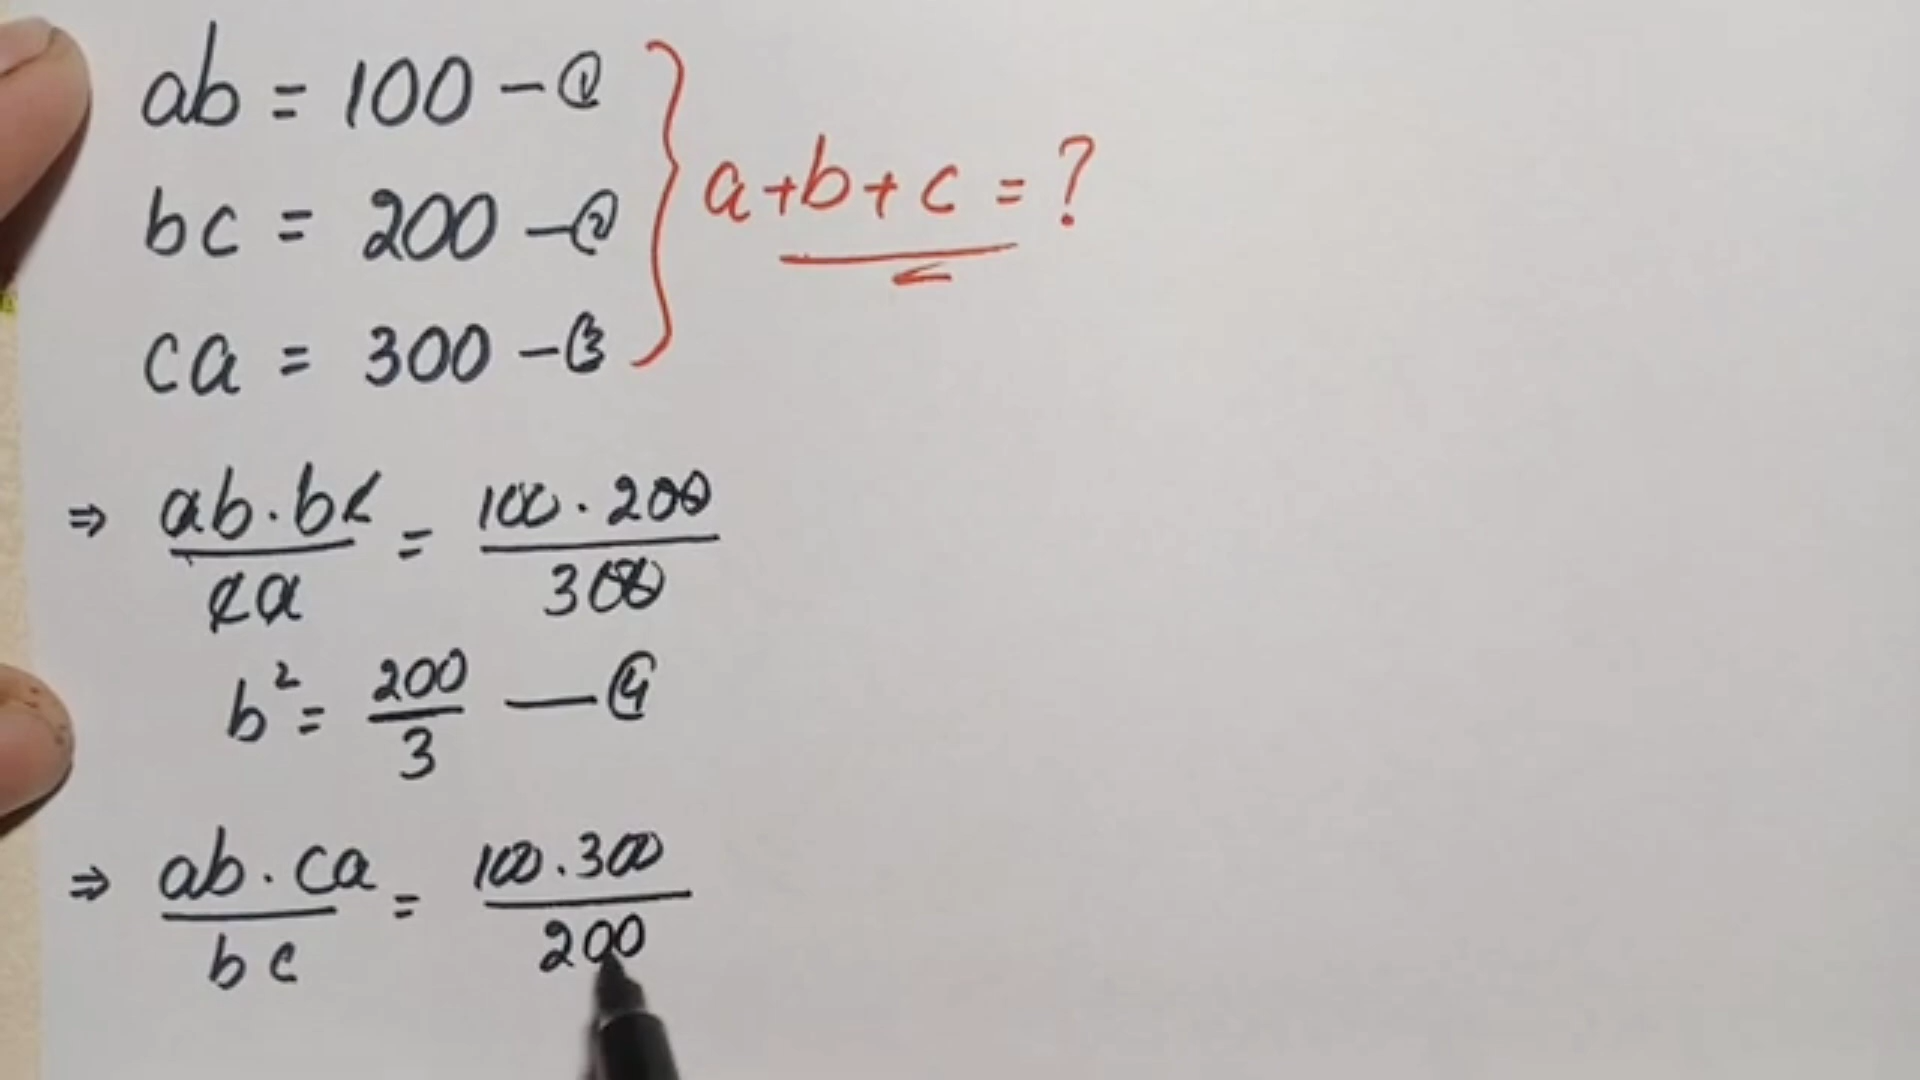 ab = 100 — ①
bc = 200 — ②
ca = 300 — ③
a+b+c = ?
⇒ ab·bc / ca = 100·200 / 300
b² = 200 / 3 — ④
⇒ ab·ca / bc = 100·300 / 200